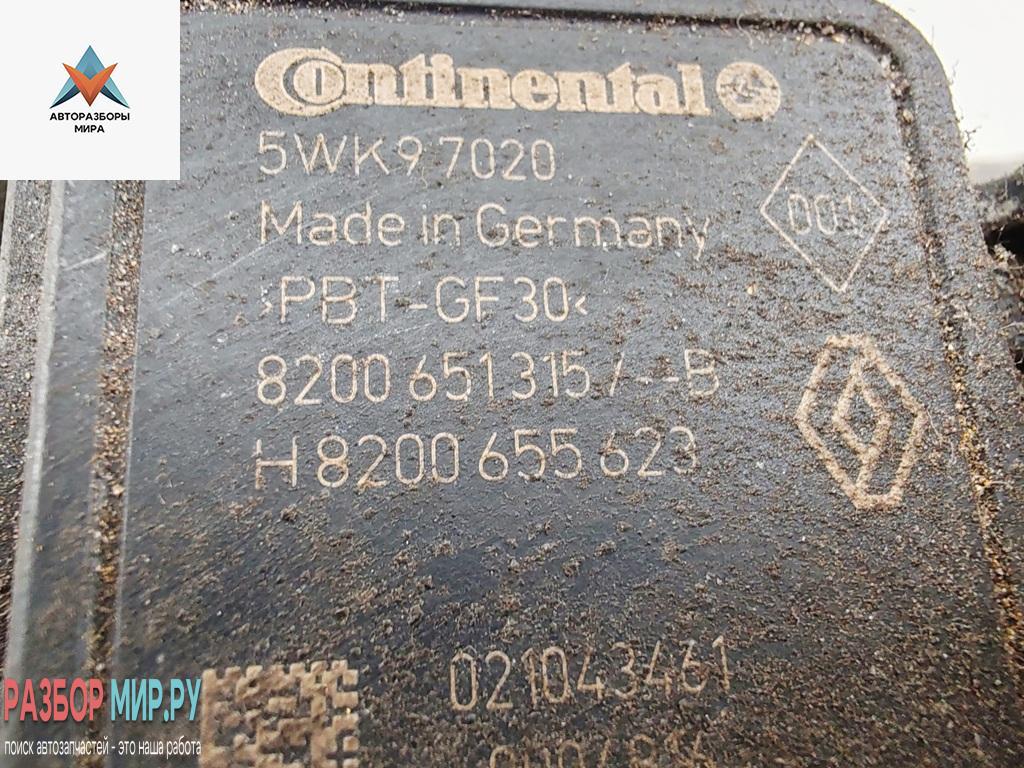 АВТОРАЗБОРЫ
МИРА
Continental
5WK9 7020
Made in Germany
001
>PBT-GF30<
8200 651 315 / --B
H 8200 655 623
021043461
РАЗБОР МИР.РУ
поиск автозапчастей - это наша работа